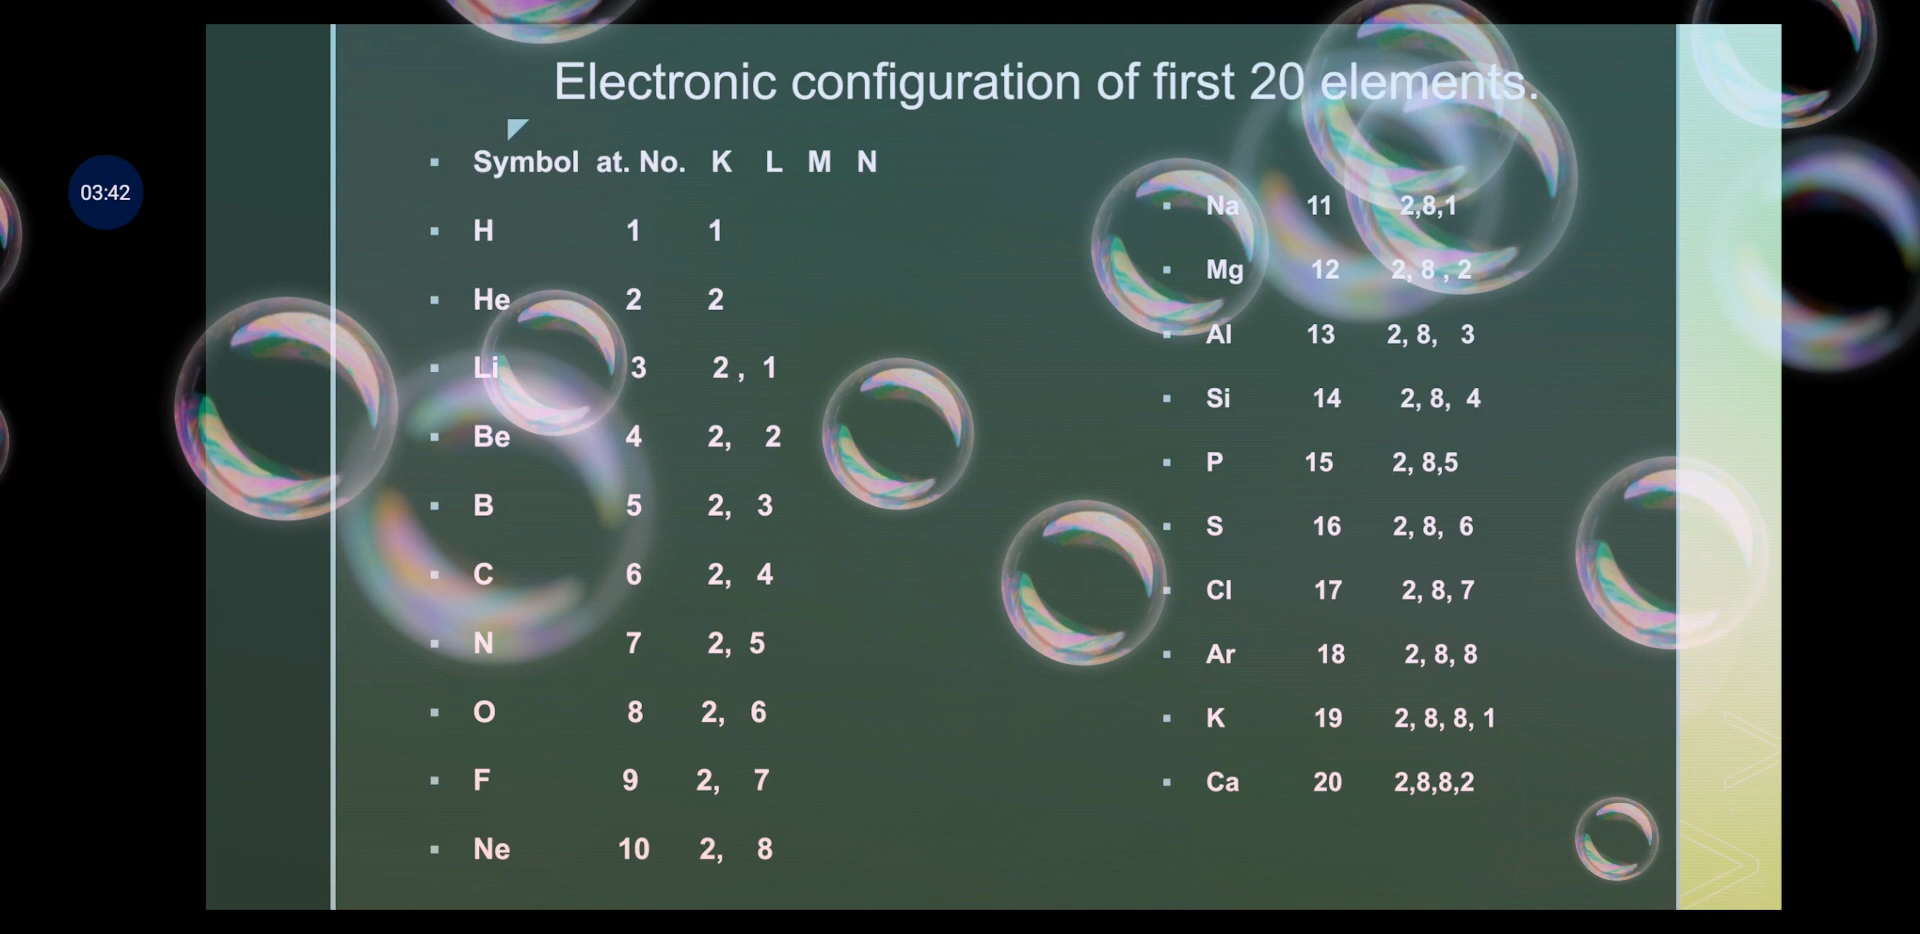 Electronic configuration of first 20 elements.
03:42
Symbol at. No. K L M N
H 1 1
He 2 2
Li 3 2 , 1
Be 4 2, 2
B 5 2, 3
C 6 2, 4
N 7 2, 5
O 8 2, 6
F 9 2, 7
Ne 10 2, 8
Na 11 2,8,1
Mg 12 2, 8 , 2
Al 13 2, 8, 3
Si 14 2, 8, 4
P 15 2, 8,5
S 16 2, 8, 6
Cl 17 2, 8, 7
Ar 18 2, 8, 8
K 19 2, 8, 8, 1
Ca 20 2,8,8,2